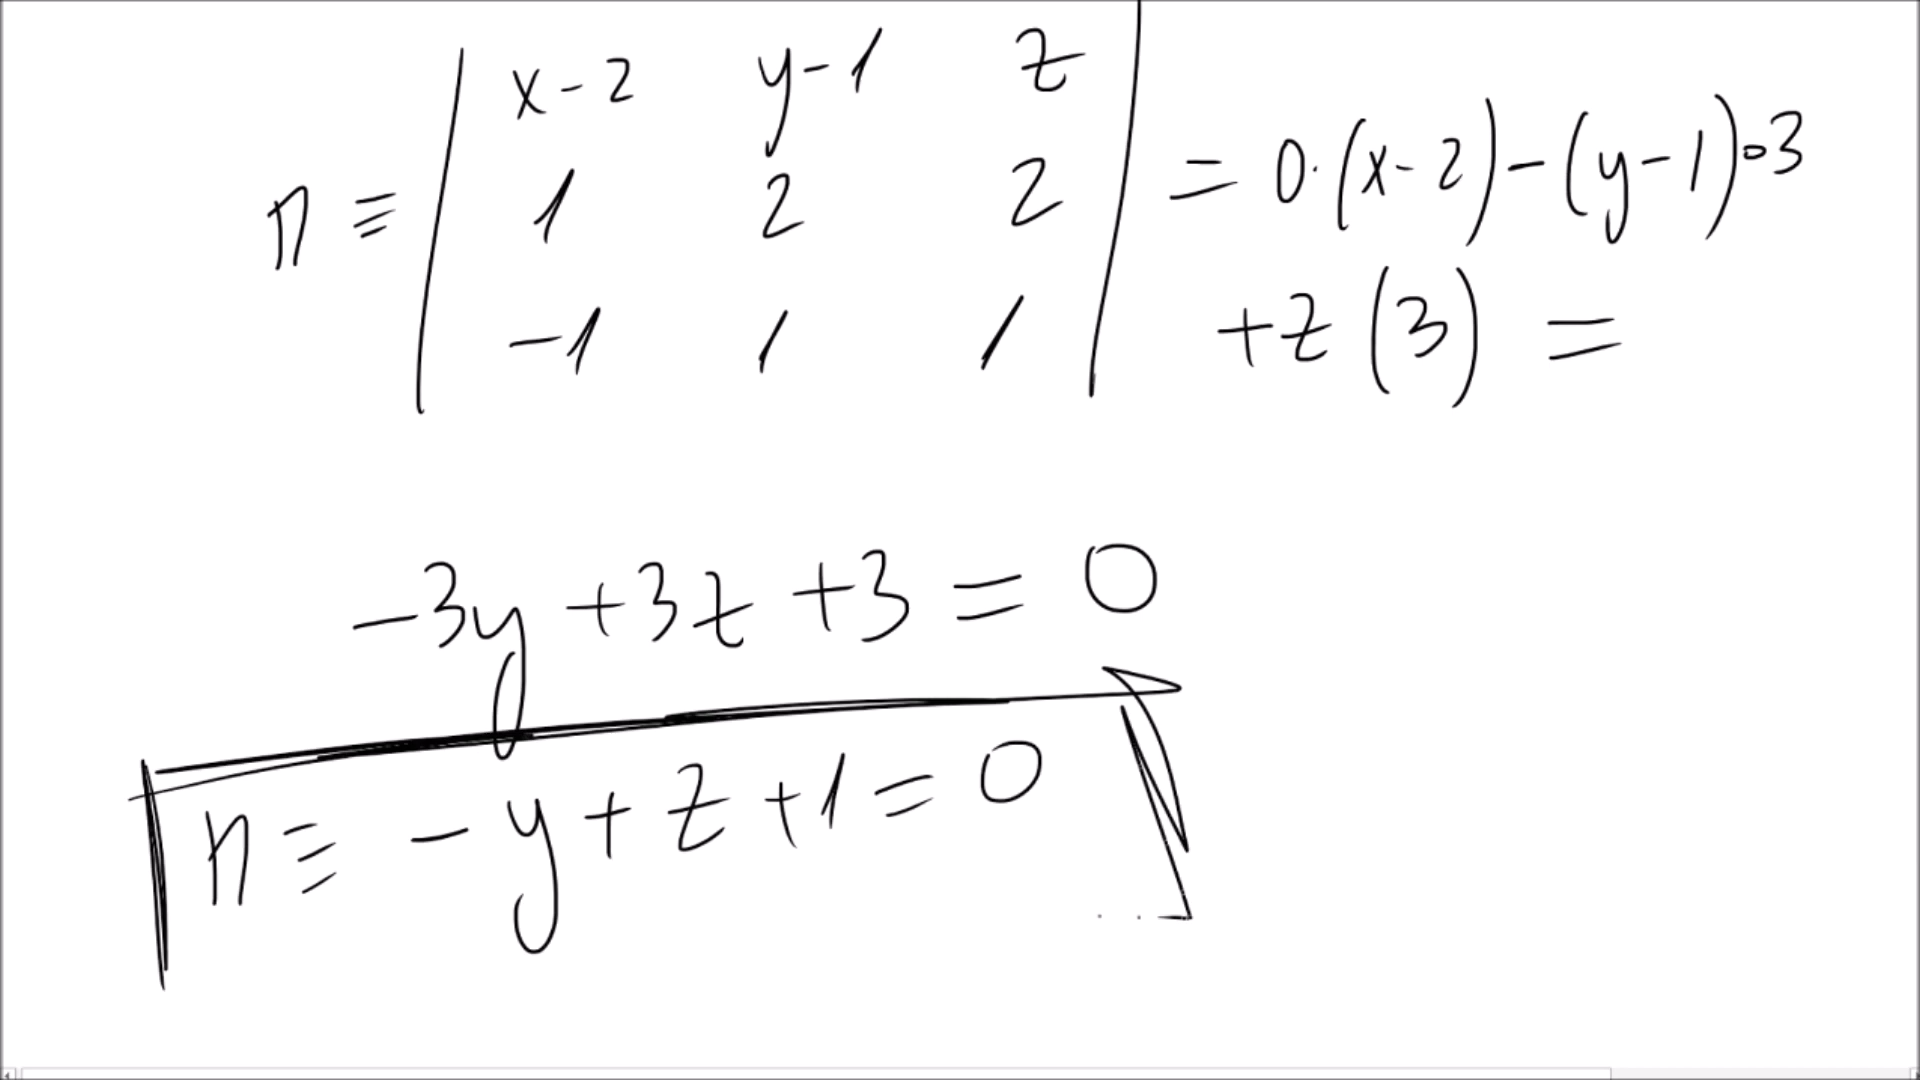 n ≡ | x-2 y-1 z |
| 1 2 2 | = 0·(x-2)-(y-1)·3
| -1 1 1 | +z(3) =
-3y+3z+3=0
n ≡ -y+z+1=0